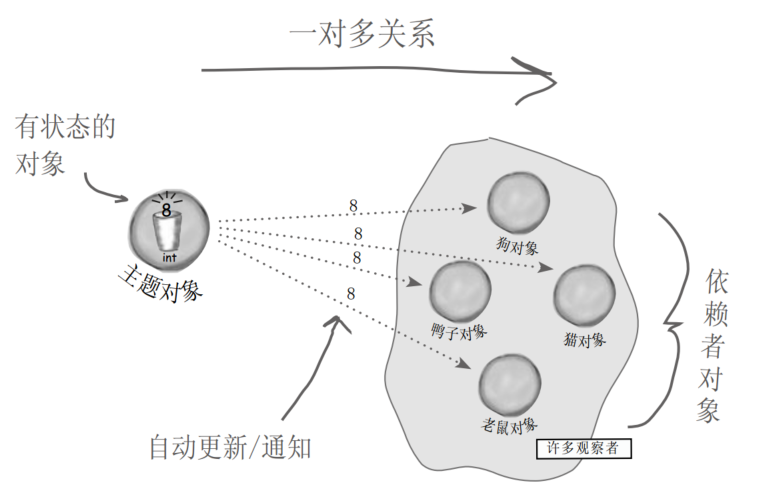 一对多关系
有状态的
对象
8
int
主题对象
8
8
8
8
狗对象
鸭子对象
猫对象
老鼠对象
许多观察者
依赖者对象
自动更新/通知